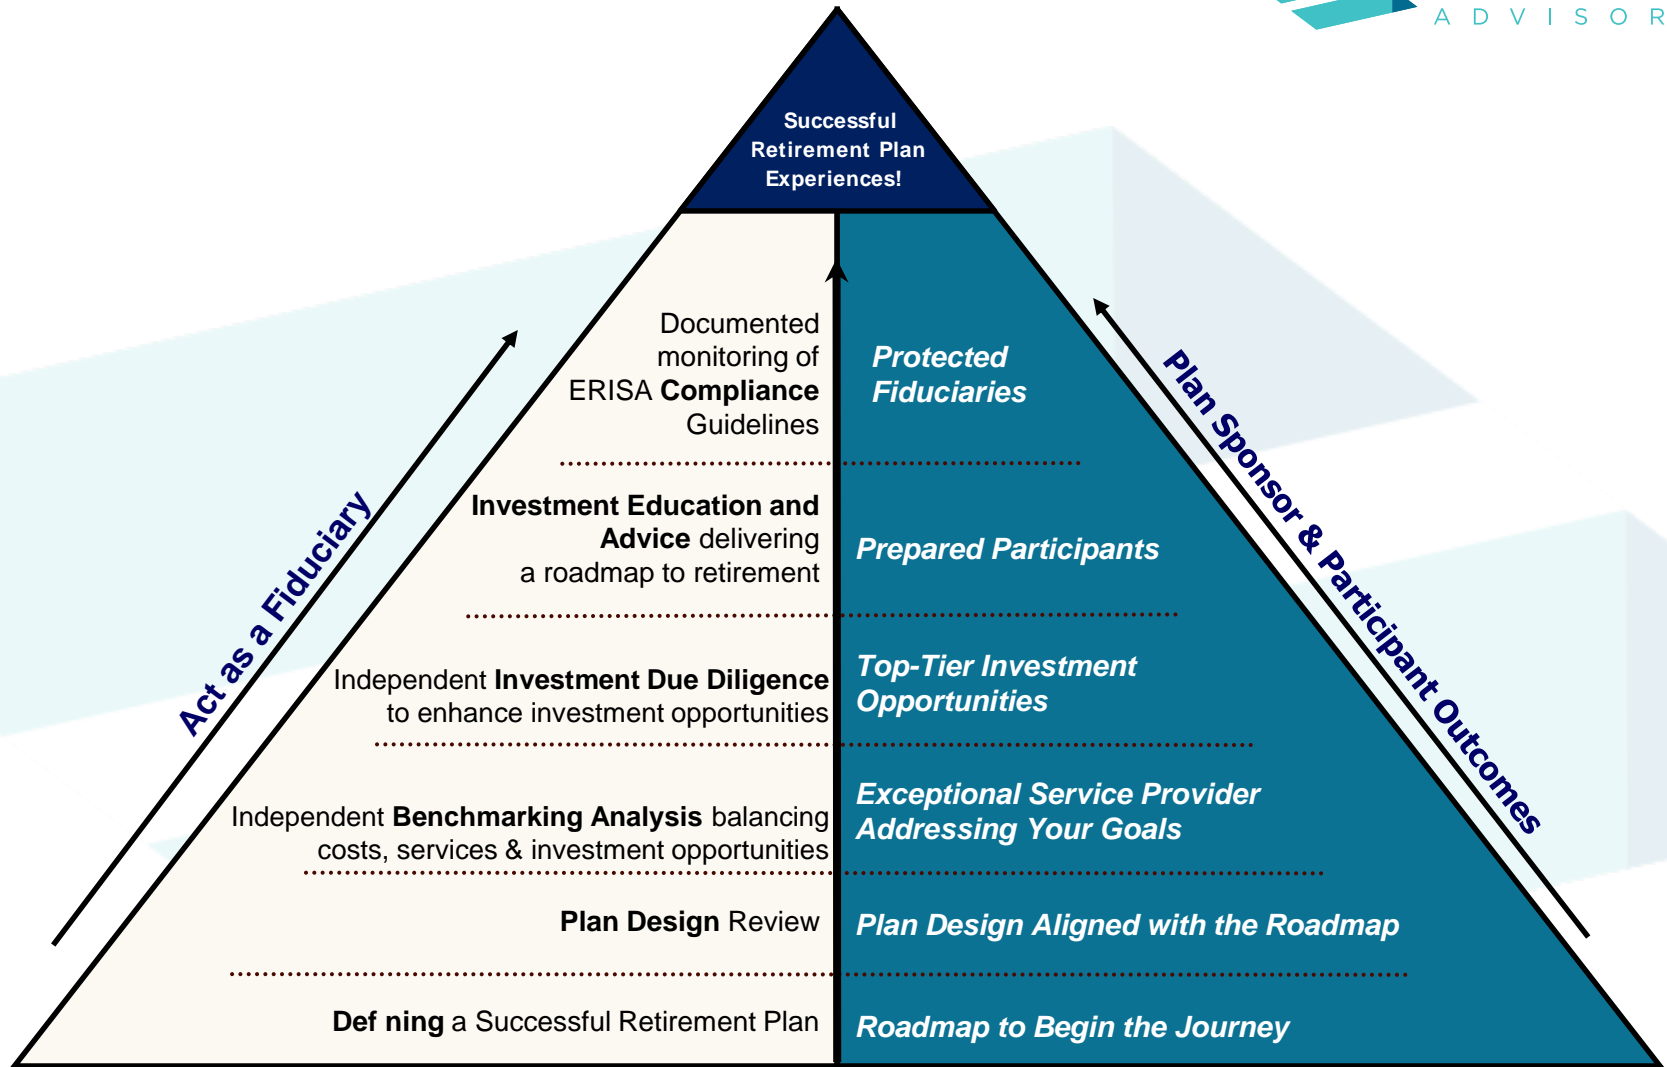 ADVISOR
Successful
Retirement Plan
Experiences!
Documented
monitoring of
ERISA Compliance
Guidelines
Protected
Fiduciaries
Investment Education and
Advice delivering
a roadmap to retirement
Prepared Participants
Independent Investment Due Diligence
to enhance investment opportunities
Top-Tier Investment
Opportunities
Independent Benchmarking Analysis balancing
costs, services & investment opportunities
Exceptional Service Provider
Addressing Your Goals
Plan Design Review
Plan Design Aligned with the Roadmap
Def ning a Successful Retirement Plan
Roadmap to Begin the Journey
Act as a Fiduciary
Plan Sponsor & Participant Outcomes